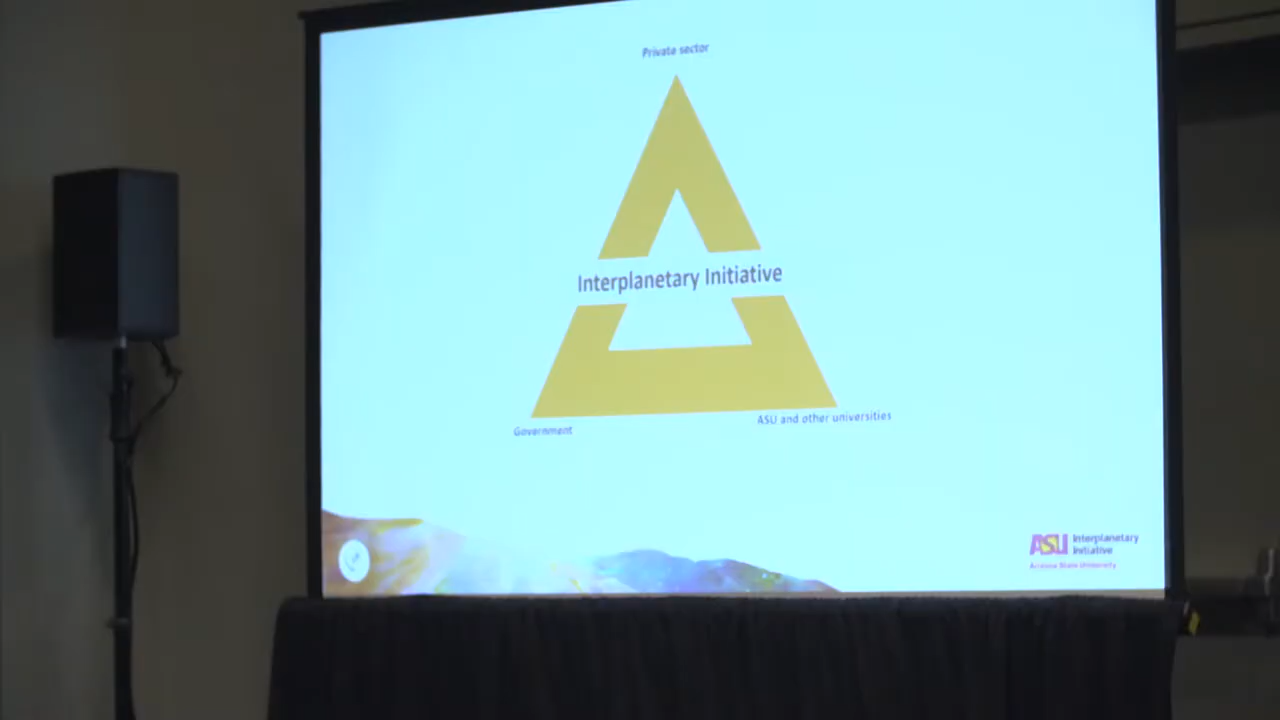 Private sector
Interplanetary Initiative
Government
ASU and other universities
ASU Interplanetary
Initiative
Arizona State University